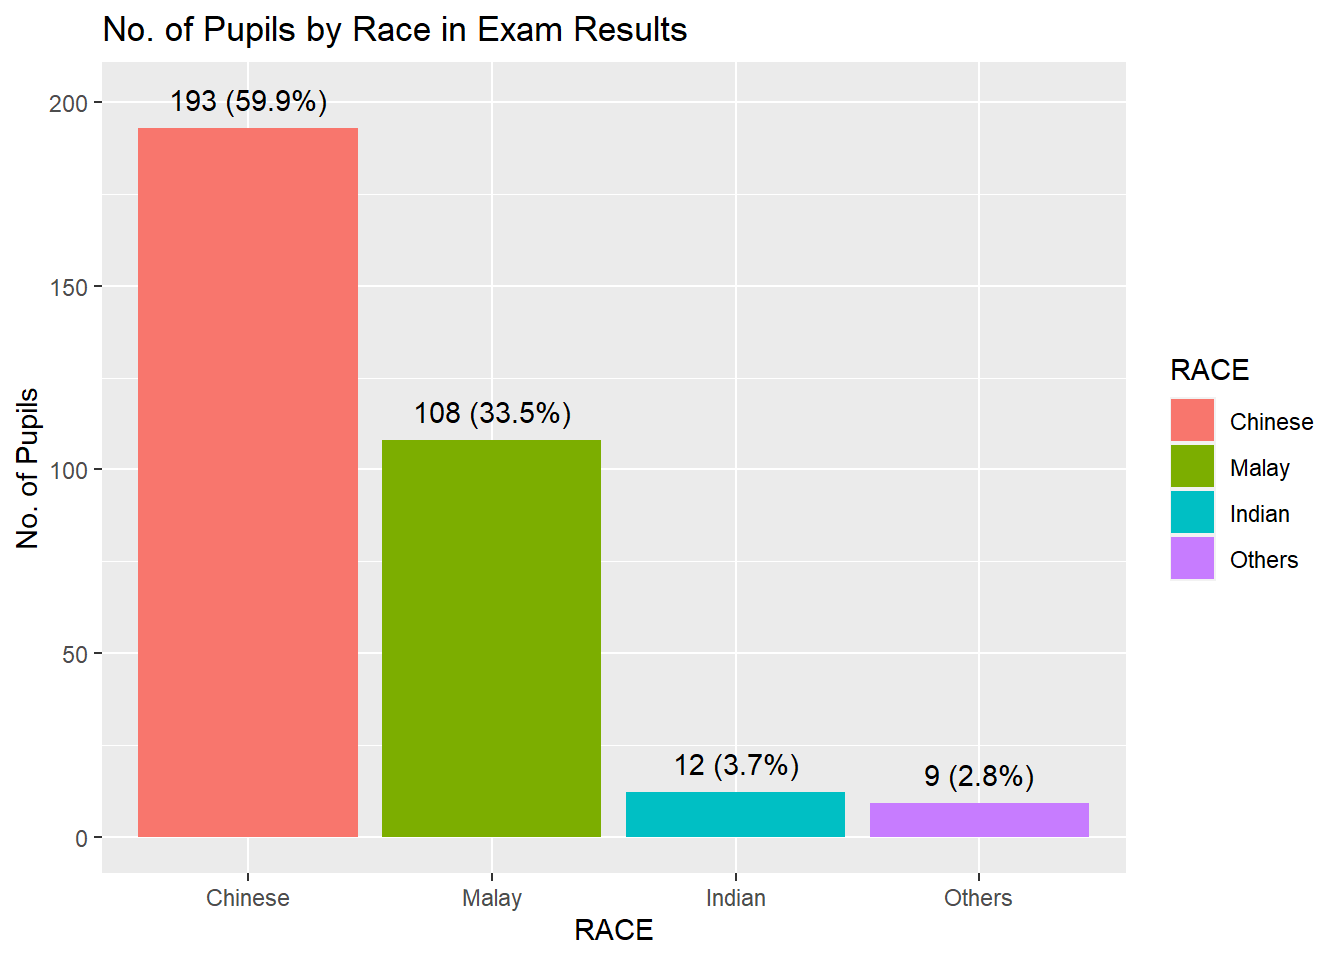 No. of Pupils by Race in Exam Results
No. of Pupils
200
150
100
50
0
193 (59.9%)
108 (33.5%)
12 (3.7%)
9 (2.8%)
Chinese
Malay
Indian
Others
RACE
RACE
Chinese
Malay
Indian
Others